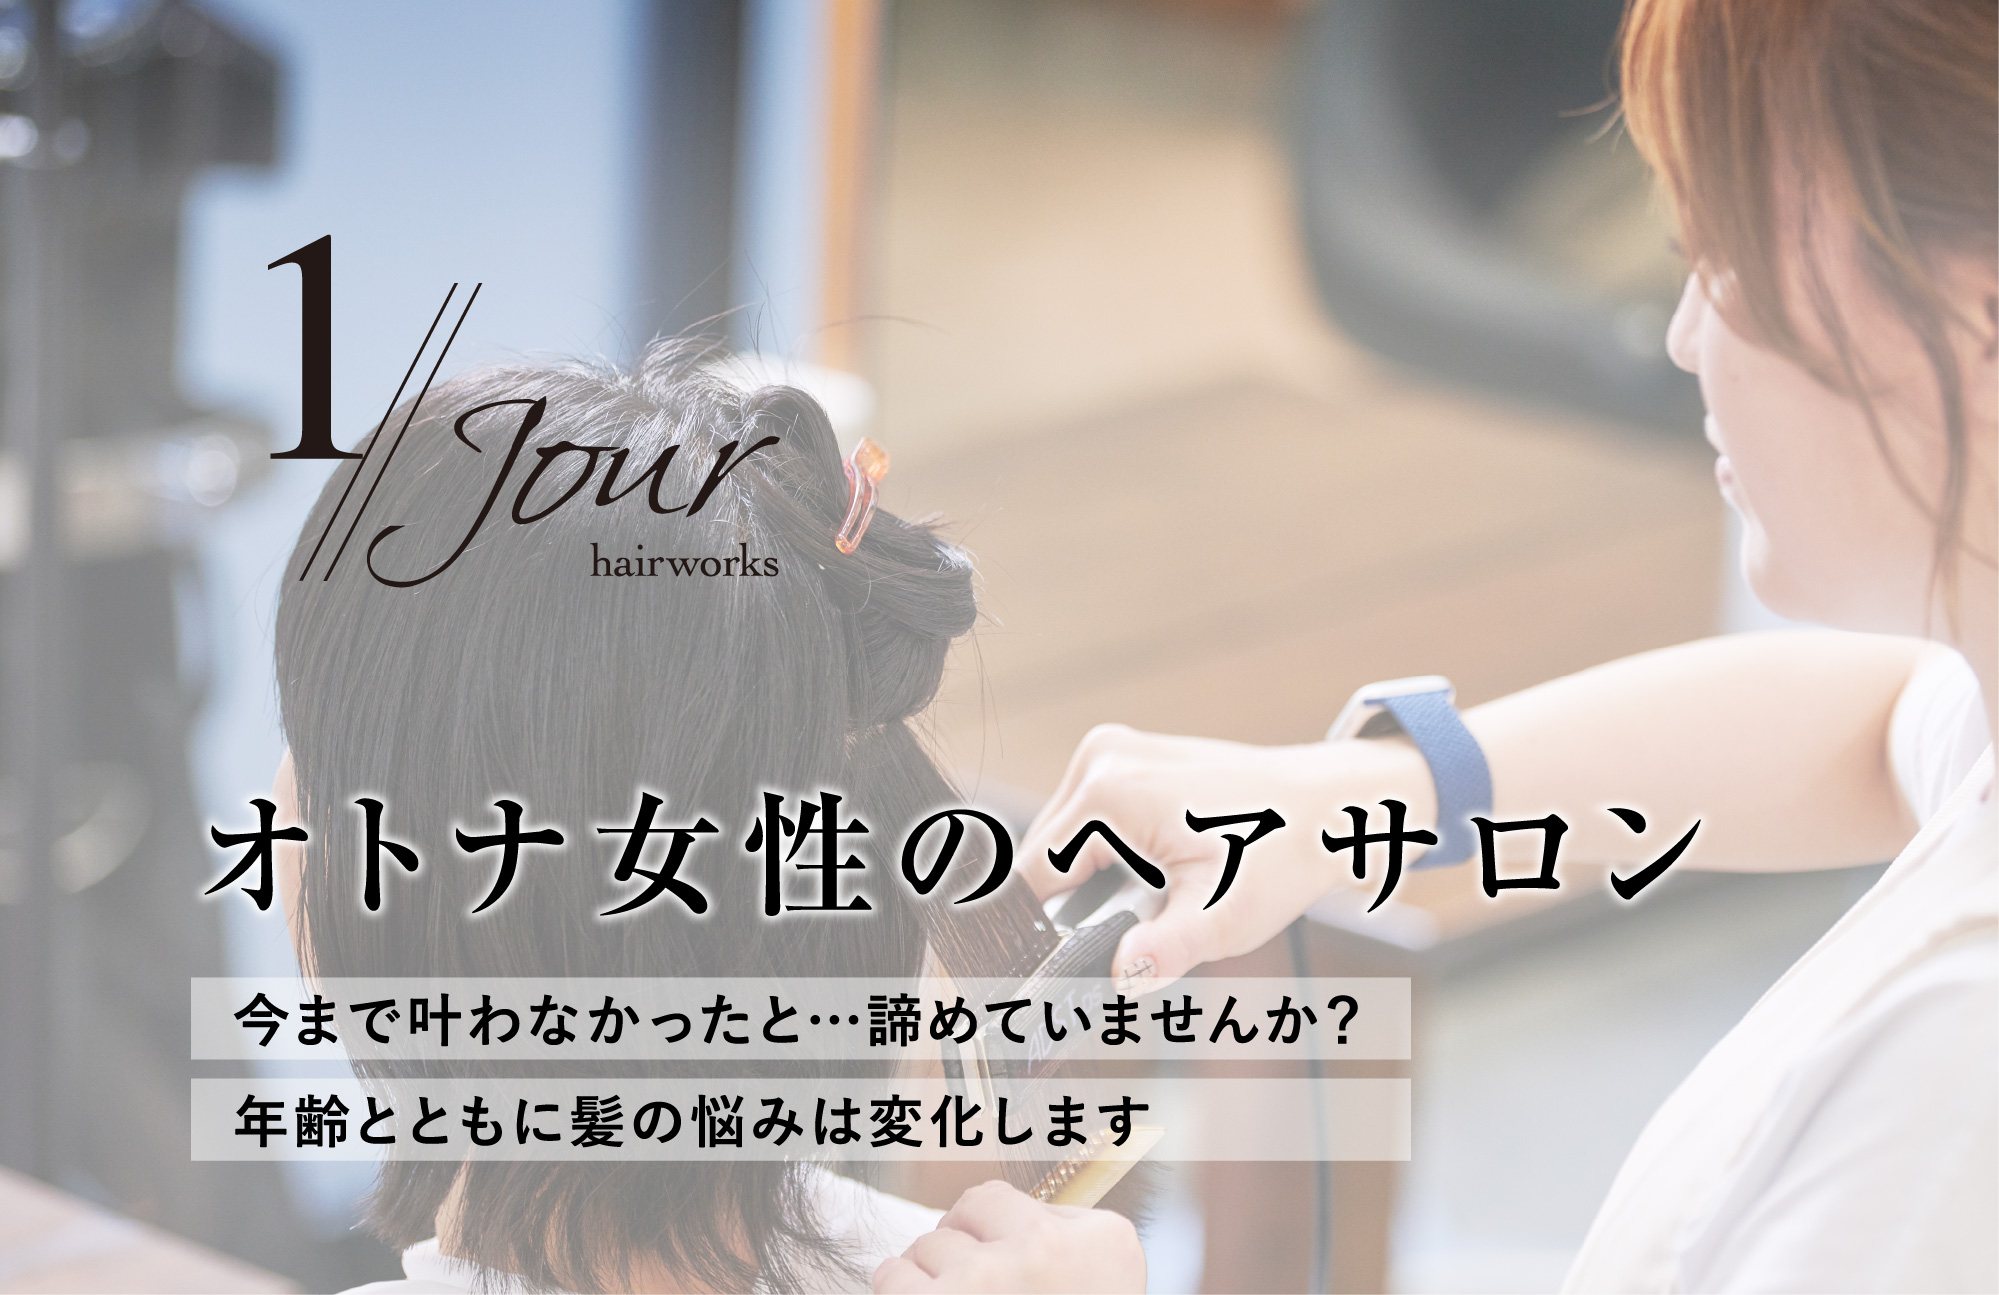 1//Jour
hairworks
オトナ女性のヘアサロン
今まで叶わなかったと…諦めていませんか？
年齢とともに髪の悩みは変化します